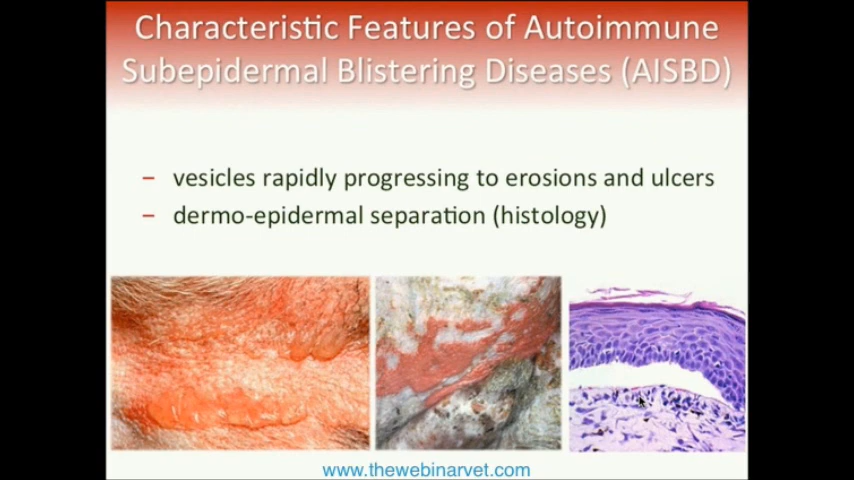 Characteristic Features of Autoimmune
Subepidermal Blistering Diseases (AISBD)
– vesicles rapidly progressing to erosions and ulcers
– dermo-epidermal separation (histology)
www.thewebinarvet.com